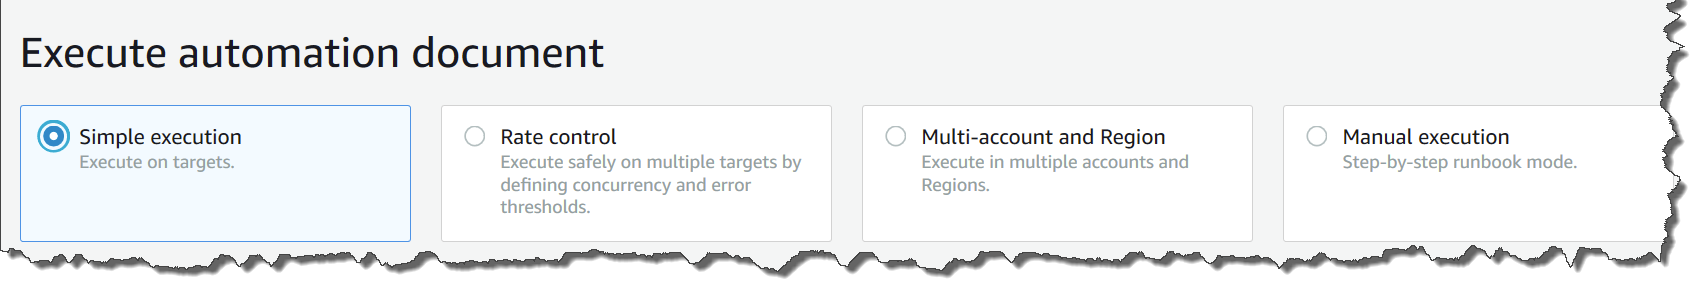 Execute automation document
Simple execution
Execute on targets.
Rate control
Execute safely on multiple targets by
defining concurrency and error
thresholds.
Multi-account and Region
Execute in multiple accounts and
Regions.
Manual execution
Step-by-step runbook mode.